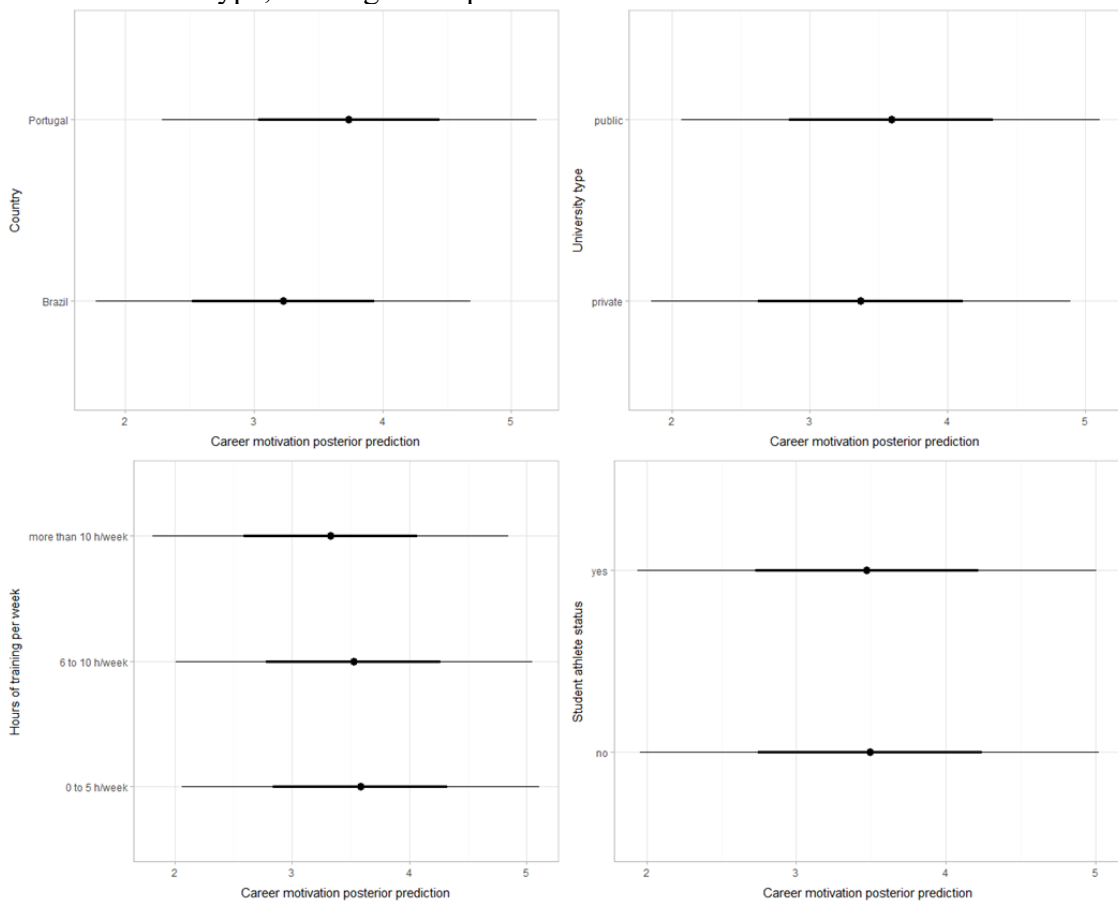 Portugal
Brazil
Country
2 3 4 5
Career motivation posterior prediction
public
private
University type
2 3 4 5
Career motivation posterior prediction
more than 10 h/week
6 to 10 h/week
0 to 5 h/week
Hours of training per week
2 3 4 5
Career motivation posterior prediction
yes
no
Student athlete status
2 3 4 5
Career motivation posterior prediction